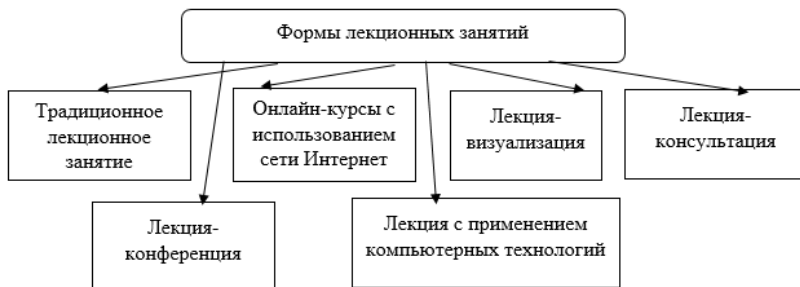 Формы лекционных занятий
Традиционное
лекционное
занятие
Онлайн-курсы с
использованием
сети Интернет
Лекция-
визуализация
Лекция-
консультация
Лекция-
конференция
Лекция с применением
компьютерных технологий